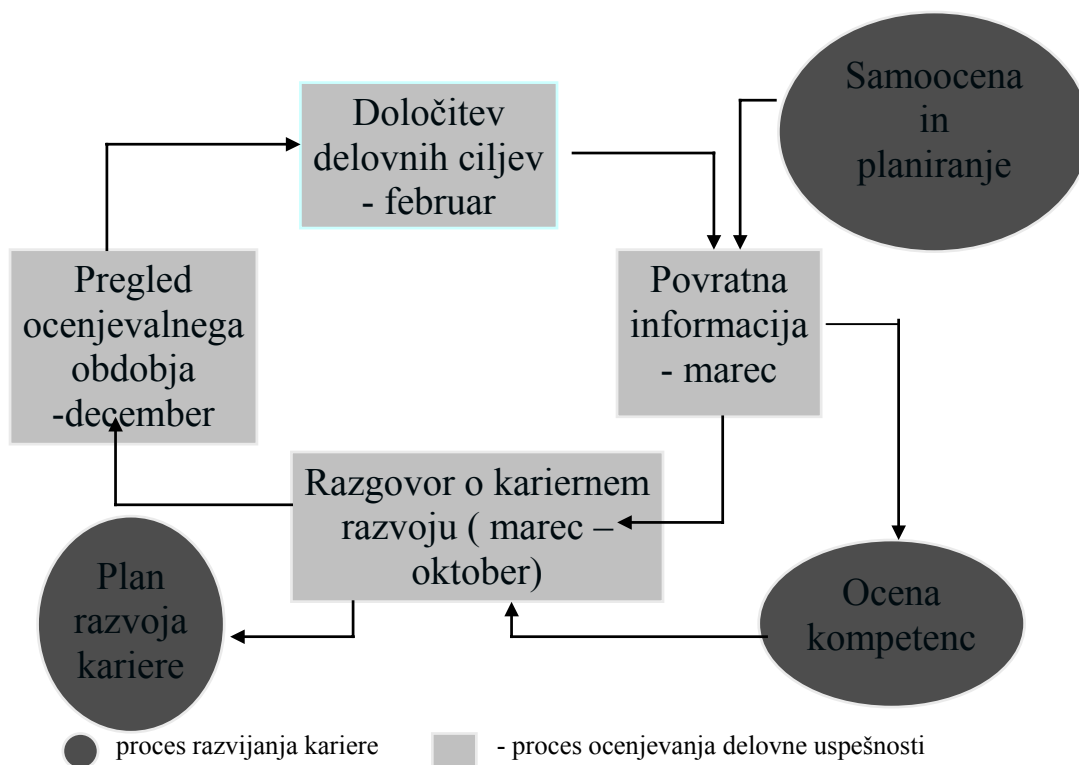 Samoocena
in
planiranje
Določitev
delovnih ciljev
- februar
Pregled
ocenjevalnega
obdobja
-december
Povratna
informacija
- marec
Razgovor o kariernem
razvoju ( marec –
oktober)
Plan
razvoja
kariere
Ocena
kompetenc
proces razvijanja kariere
- proces ocenjevanja delovne uspešnosti